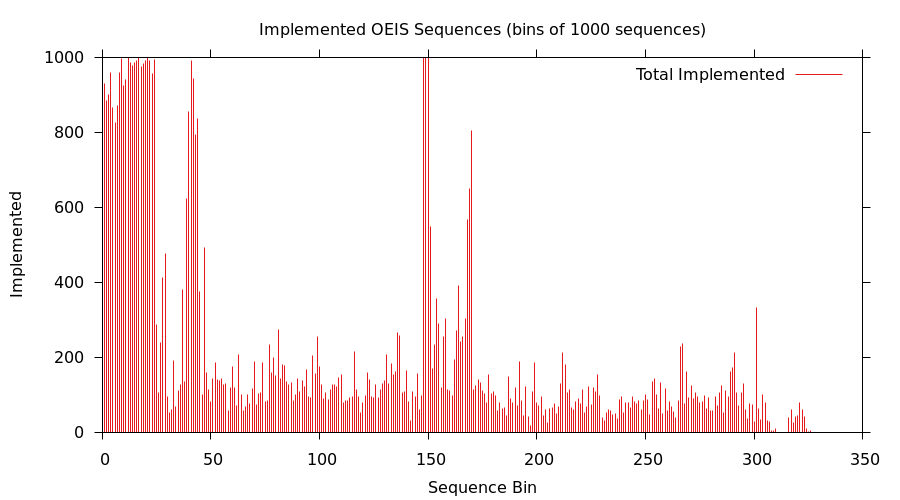 Implemented OEIS Sequences (bins of 1000 sequences)
Total Implemented
1000
800
600
400
200
0
Implemented
0 50 100 150 200 250 300 350
Sequence Bin